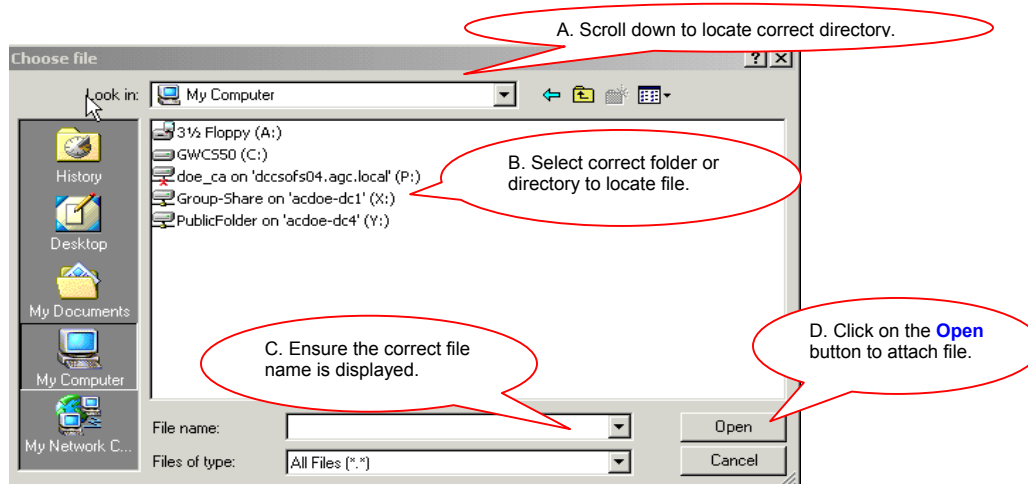 A. Scroll down to locate correct directory.
Choose file
Look in:
My Computer
3½ Floppy (A:)
GWCS50 (C:)
doe_ca on 'dccsofs04.agc.local' (P:)
Group-Share on 'acdoe-dc1' (X:)
PublicFolder on 'acdoe-dc4' (Y:)
B. Select correct folder or
directory to locate file.
History
Desktop
My Documents
My Computer
My Network C...
C. Ensure the correct file
name is displayed.
D. Click on the Open
button to attach file.
File name:
Open
Files of type:
All Files (*.*)
Cancel